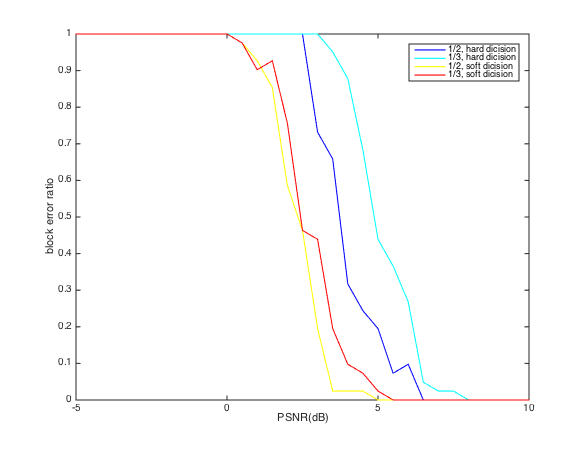 1
0.9
0.8
0.7
0.6
0.5
0.4
0.3
0.2
0.1
0
block error ratio
1/2, hard dicision
1/3, hard dicision
1/2, soft dicision
1/3, soft dicision
-5
0
5
10
PSNR(dB)